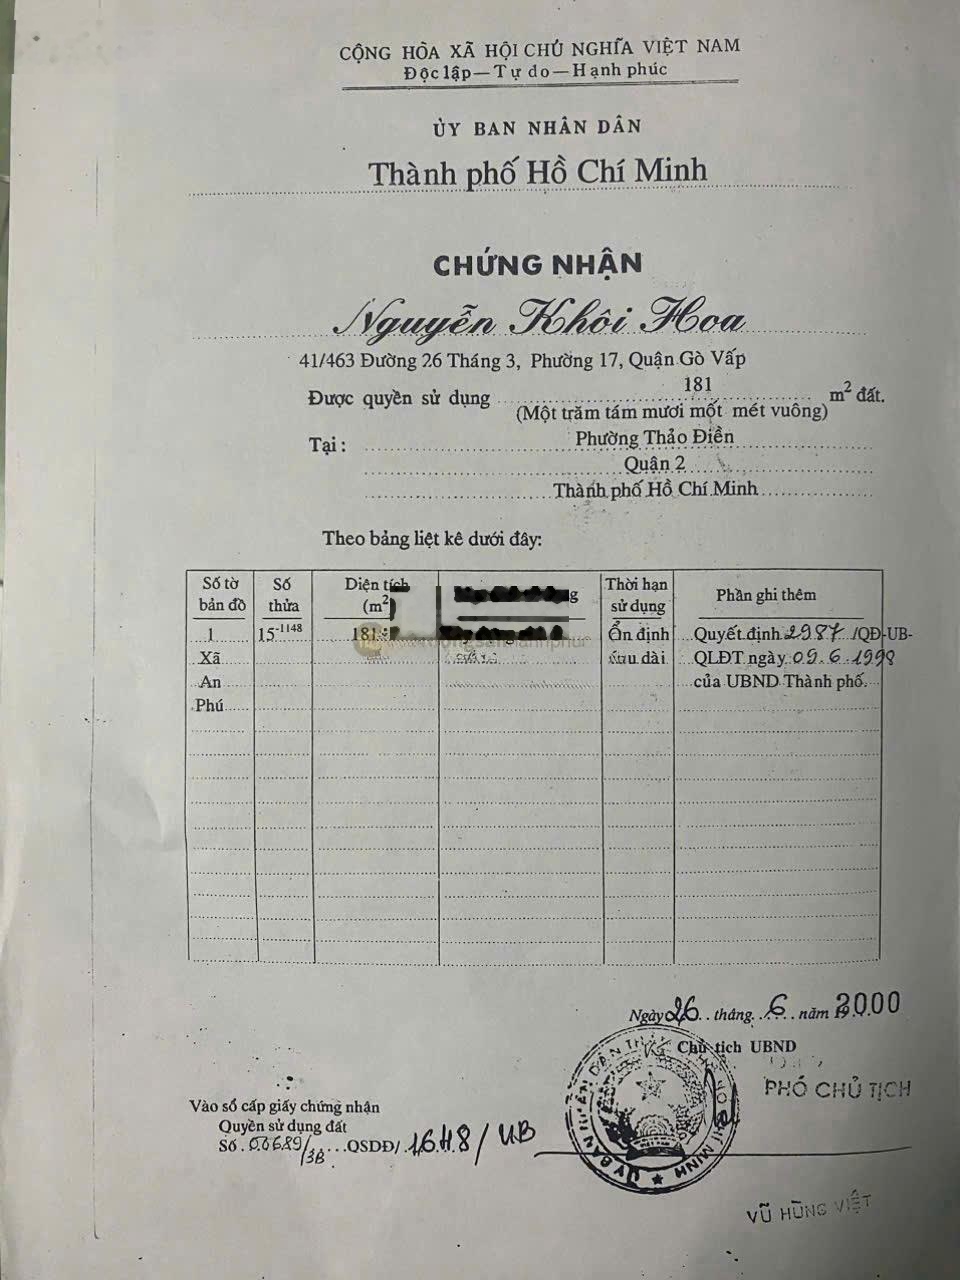 CỘNG HÒA XÃ HỘI CHỦ NGHĨA VIỆT NAM
Độc lập — Tự do — Hạnh phúc
ỦY BAN NHÂN DÂN
Thành phố Hồ Chí Minh
CHỨNG NHẬN
Nguyễn Khôi Hoa
41/463 Đường 26 Tháng 3, Phường 17, Quận Gò Vấp
181
Được quyền sử dụng m² đất.
(Một trăm tám mươi mốt mét vuông)
Tại: Phường Thảo Điền
Quận 2
Thành phố Hồ Chí Minh
Theo bảng liệt kê dưới đây:
Số tờ bản đồ
Số thửa
Diện tích (m²)
Thời hạn sử dụng
Phần ghi thêm
1 Xã An Phú
15-1148
181
Ổn định lâu dài
Quyết định 2987/QĐ-UB-
QLĐT ngày 09.6.1998
của UBND Thành phố.
Ngày 26 tháng 6 năm 2000
Chủ tịch UBND
PHÓ CHỦ TỊCH
Vào sổ cấp giấy chứng nhận
Quyền sử dụng đất
Số 00689/3B QSDĐ/ 1648/UB
VŨ HÙNG VIỆT